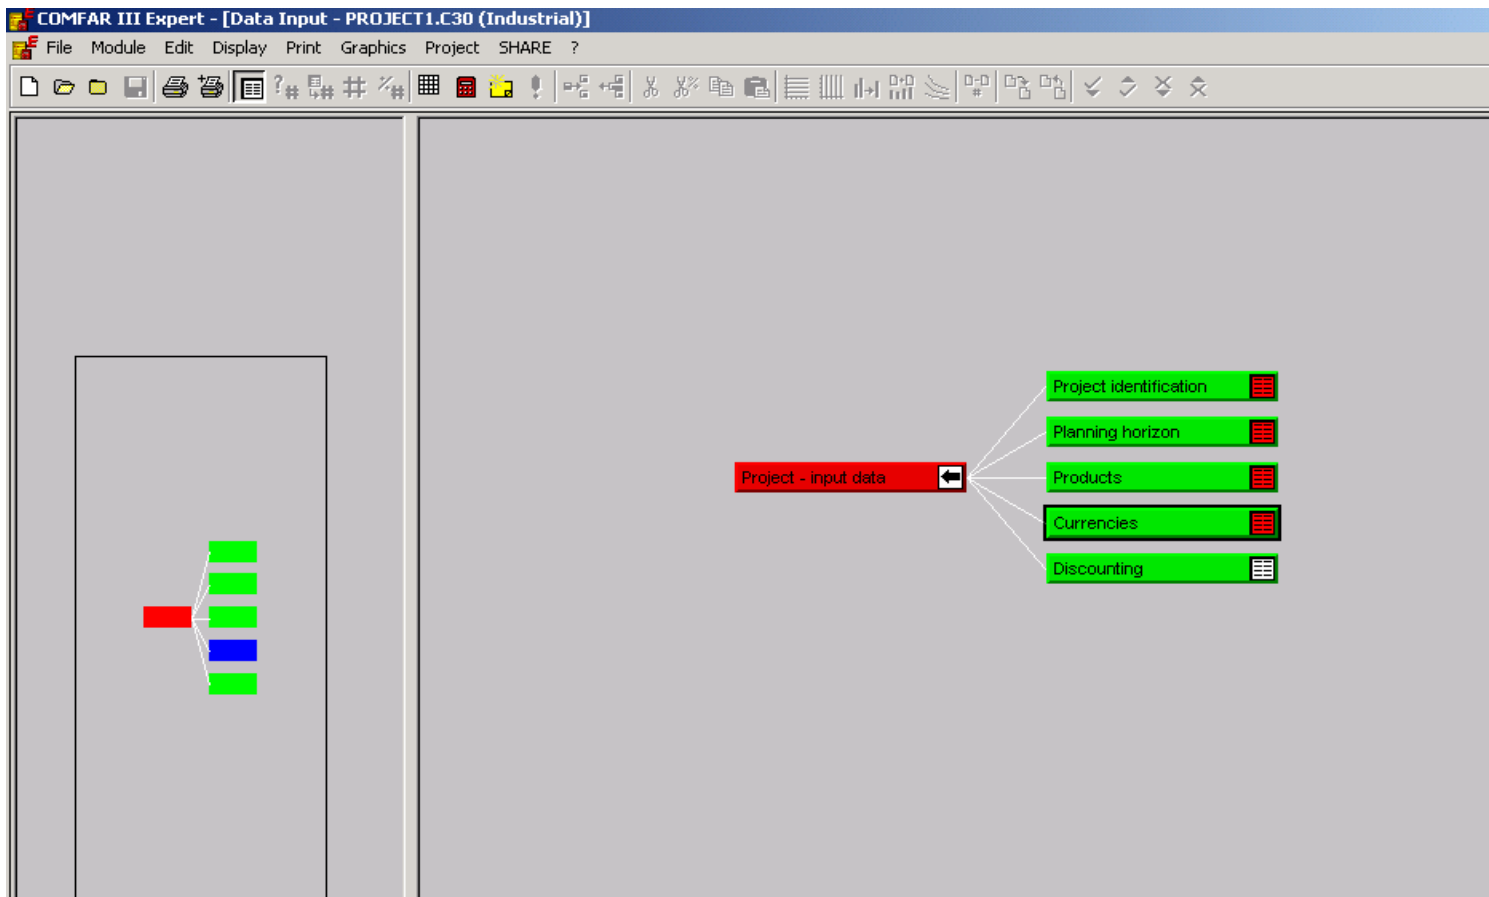 COMFAR III Expert - [Data Input - PROJECT1.C30 (Industrial)]
File Module Edit Display Print Graphics Project SHARE ?
Project identification
Planning horizon
Project - input data
Products
Currencies
Discounting